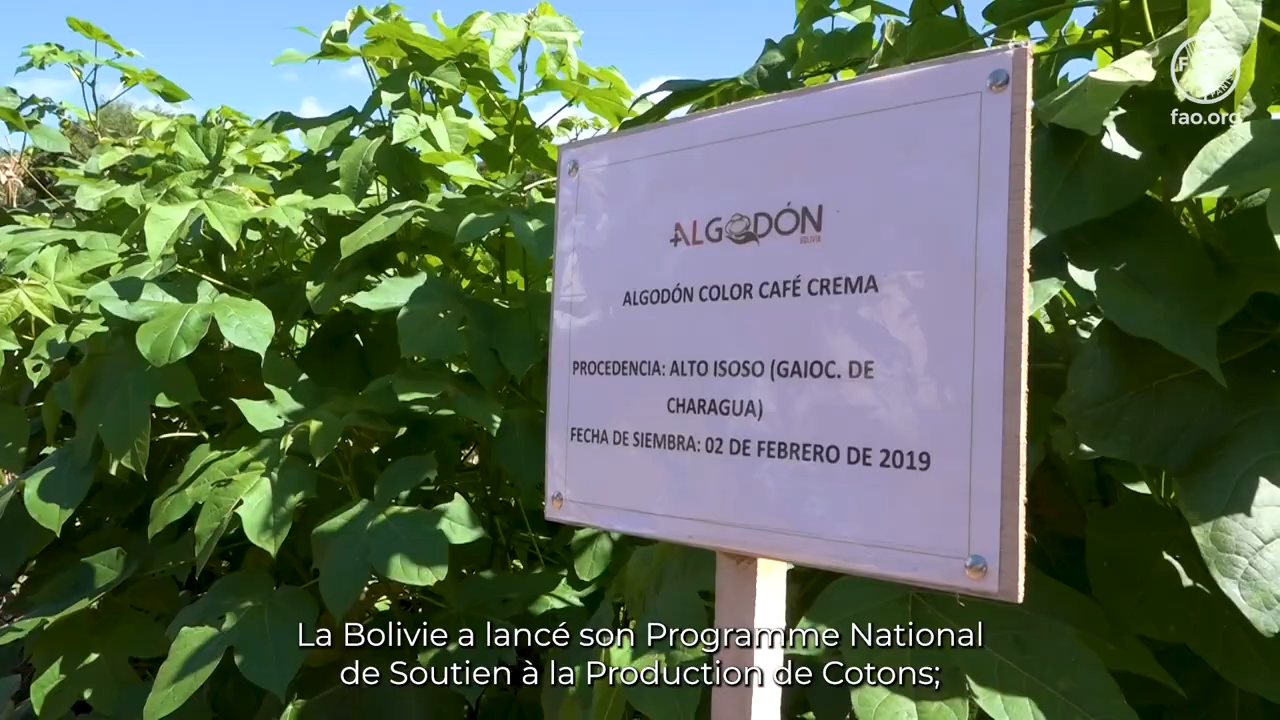 fao.org
ALGODÓN
BOLIVIA
ALGODÓN COLOR CAFÉ CREMA
PROCEDENCIA: ALTO ISOSO (GAIOC. DE
CHARAGUA)
FECHA DE SIEMBRA: 02 DE FEBRERO DE 2019
La Bolivie a lancé son Programme National
de Soutien à la Production de Cotons;